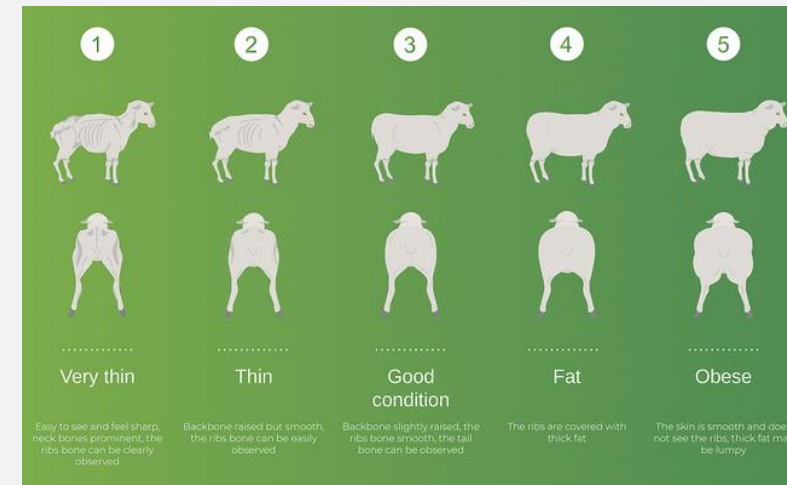 1
2
3
4
5
Very thin
Thin
Good
condition
Fat
Obese
Easy to see and feel sharp,
neck bones prominent, the
ribs bone can be clearly
observed
Backbone raised but smooth,
the ribs bone can be easily
observed
Backbone slightly raised, the
ribs bone smooth, the tail
bone can be observed
The ribs are covered with
thick fat
The skin is smooth and
not see the ribs, thick fat
be lumpy